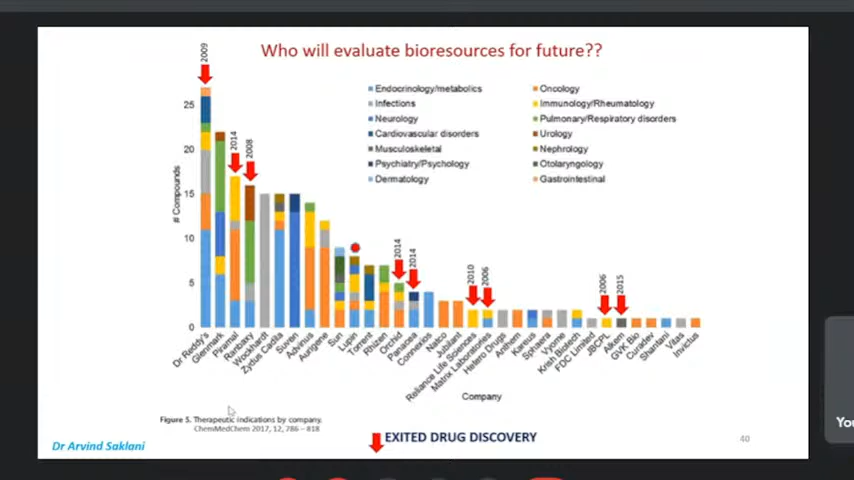 Who will evaluate bioresources for future??
2009
2014
2008
2014
2014
2010
2006
2006
2015
Endocrinology/metabolics
Oncology
Infections
Immunology/Rheumatology
Neurology
Pulmonary/Respiratory disorders
Cardiovascular disorders
Urology
Musculoskeletal
Nephrology
Psychiatry/Psychology
Otolaryngology
Dermatology
Gastrointestinal
# Compounds
25
20
15
10
5
0
Dr Reddy's
Glenmark
Piramal
Ranbaxy
Wockhardt
Zydus Cadila
Suven
Advinus
Aurigene
Sun
Lupin
Torrent
Rhizen
Orchid
Panacea
Connexios
Natco
Jubilant
Reliance Life Sciences
Matrix Laboratories
Hetero Drugs
Anthem
Kareus
Sphaera
Vyome
Krish Biotech
FDC Limited
JBCPL
Alkem
GVK Bio
Curadev
Shantani
Vitas
Invictus
Company
Figure 5. Therapeutic indications by company.
ChemMedChem 2017, 12, 786 – 818
EXITED DRUG DISCOVERY
Dr Arvind Saklani
40
You